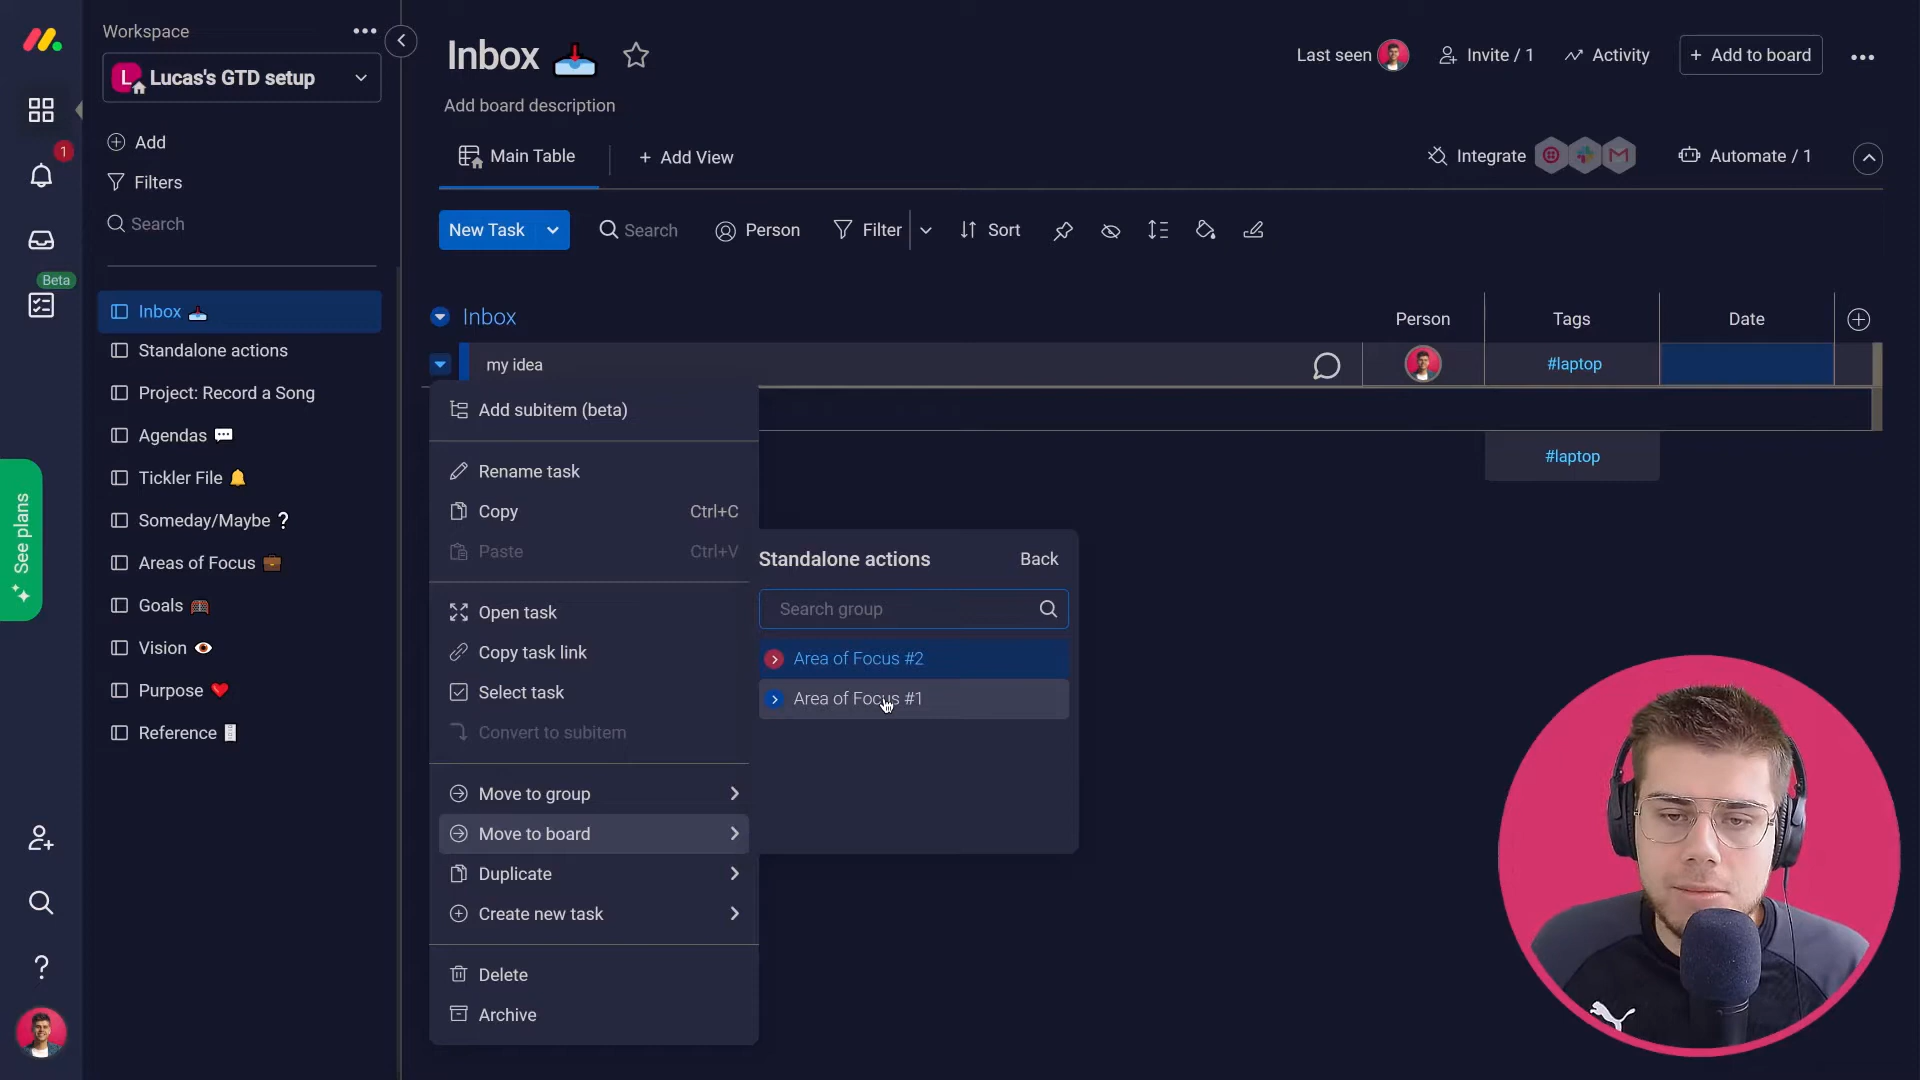 Workspace
L Lucas's GTD setup
Add
Filters
Search
1
Beta
Inbox
Standalone actions
Project: Record a Song
Agendas
Tickler File
Someday/Maybe ?
Areas of Focus
Goals
Vision
Purpose
Reference
See plans
?
Inbox
Last seen
Invite / 1
Activity
+ Add to board
Add board description
Main Table
+ Add View
Integrate
Automate / 1
New Task
Search
Person
Filter
Sort
Inbox
Person
Tags
Date
my idea
#laptop
#laptop
Add subitem (beta)
Rename task
Copy Ctrl+C
Paste Ctrl+V
Open task
Copy task link
Select task
Convert to subitem
Move to group
Move to board
Duplicate
Create new task
Delete
Archive
Standalone actions Back
Search group
Area of Focus #2
Area of Focus #1